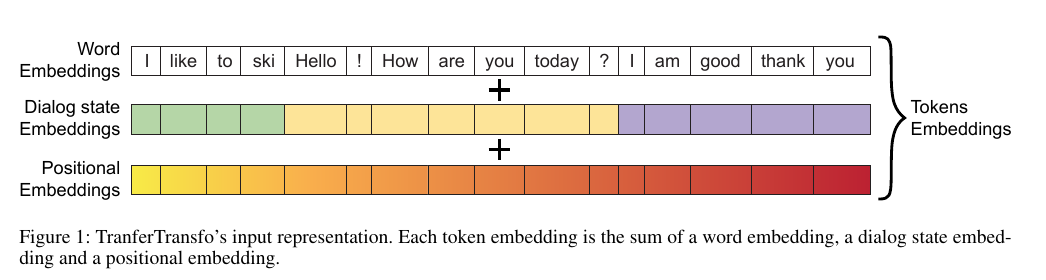 Word
Embeddings
I like to ski Hello ! How are you today ? I am good thank you
+
Dialog state
Embeddings
+
Positional
Embeddings
Tokens
Embeddings
Figure 1: TranferTransfo's input representation. Each token embedding is the sum of a word embedding, a dialog state embed-
ding and a positional embedding.